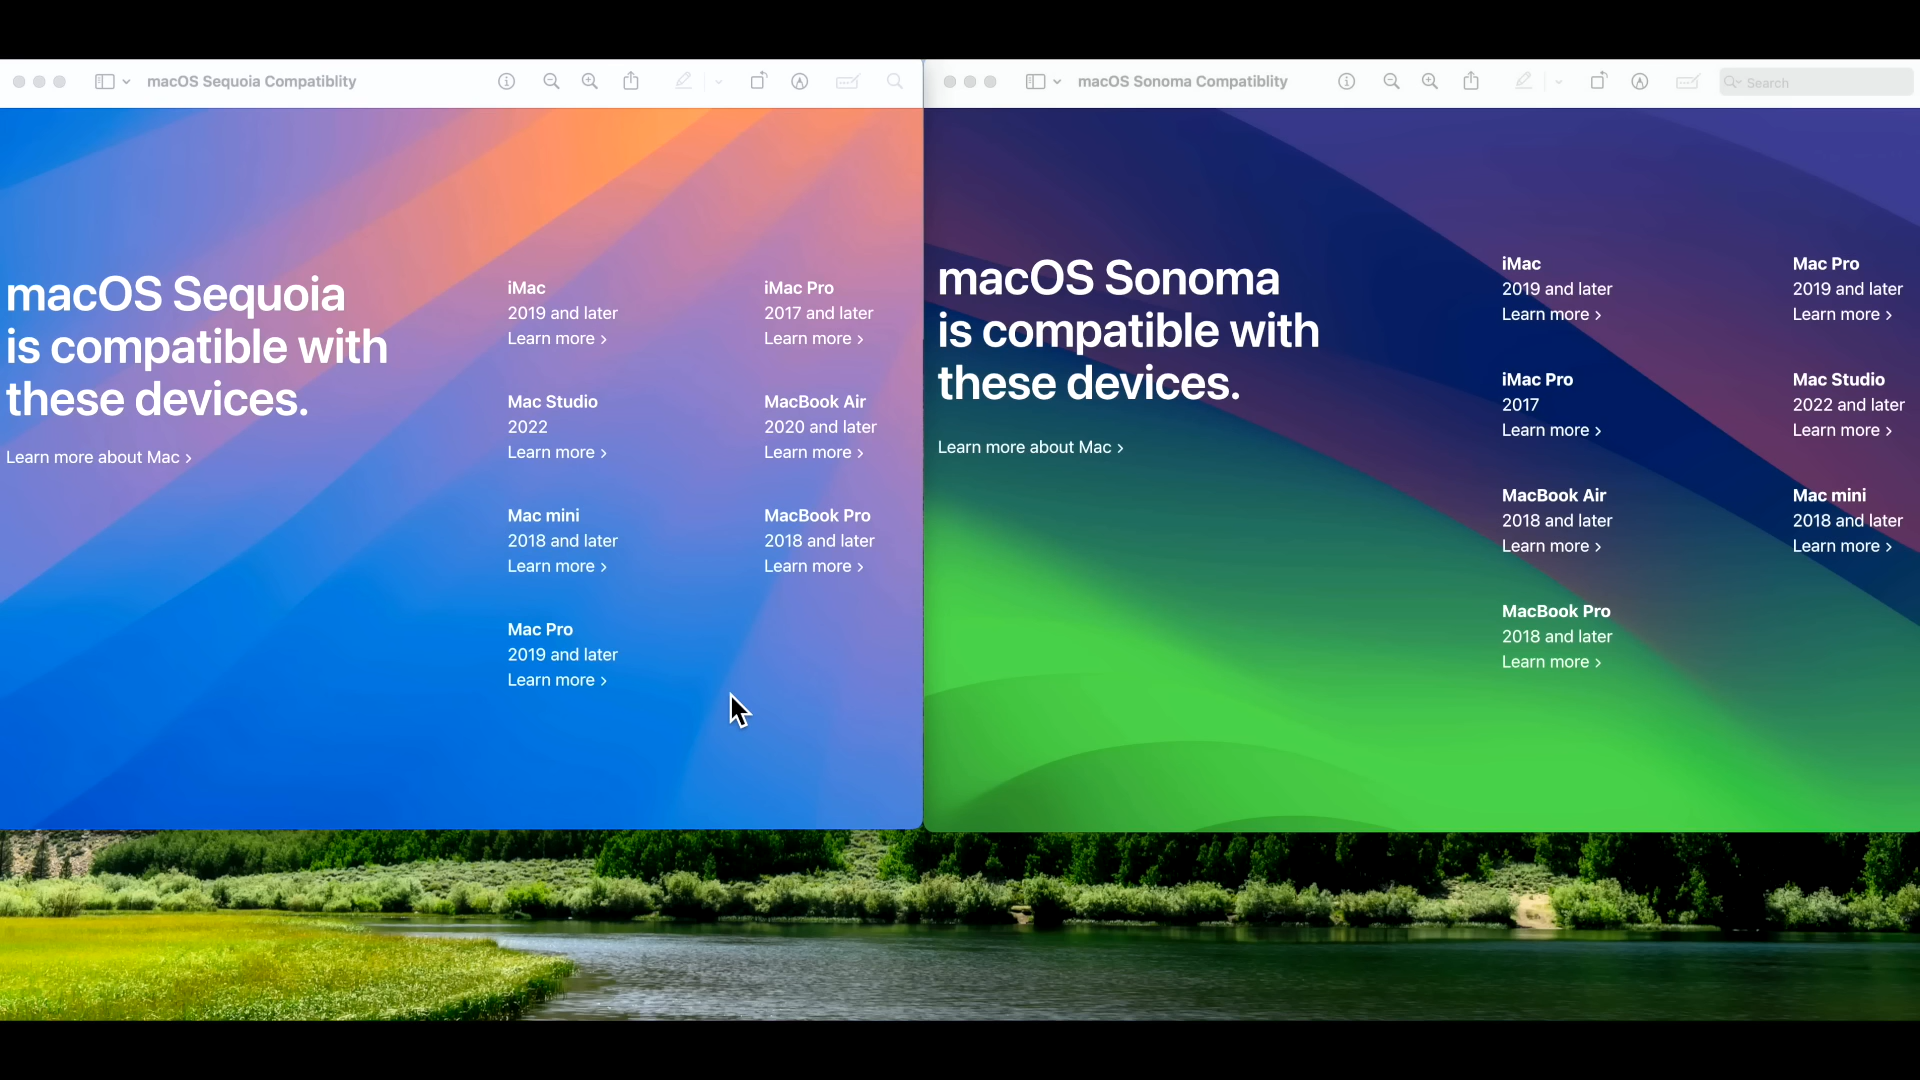 macOS Sequoia Compatiblity
macOS Sequoia
is compatible with
these devices.
Learn more about Mac >
iMac
2019 and later
Learn more >
iMac Pro
2017 and later
Learn more >
Mac Studio
2022
Learn more >
MacBook Air
2020 and later
Learn more >
Mac mini
2018 and later
Learn more >
MacBook Pro
2018 and later
Learn more >
Mac Pro
2019 and later
Learn more >
macOS Sonoma Compatiblity
Search
macOS Sonoma
is compatible with
these devices.
Learn more about Mac >
iMac
2019 and later
Learn more >
Mac Pro
2019 and later
Learn more >
iMac Pro
2017
Learn more >
Mac Studio
2022 and later
Learn more >
MacBook Air
2018 and later
Learn more >
Mac mini
2018 and later
Learn more >
MacBook Pro
2018 and later
Learn more >